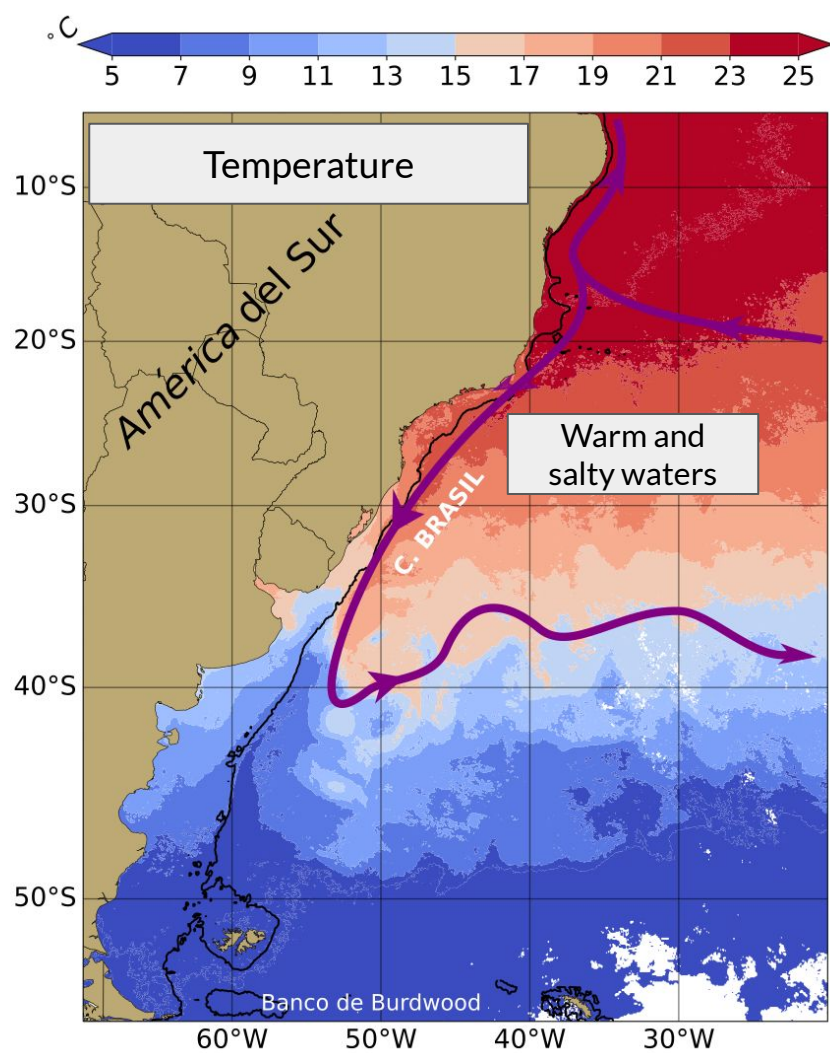 °C
5 7 9 11 13 15 17 19 21 23 25
Temperature
10°S
América del Sur
20°S
Warm and
salty waters
30°S
C. BRASIL
40°S
50°S
Banco de Burdwood
60°W 50°W 40°W 30°W